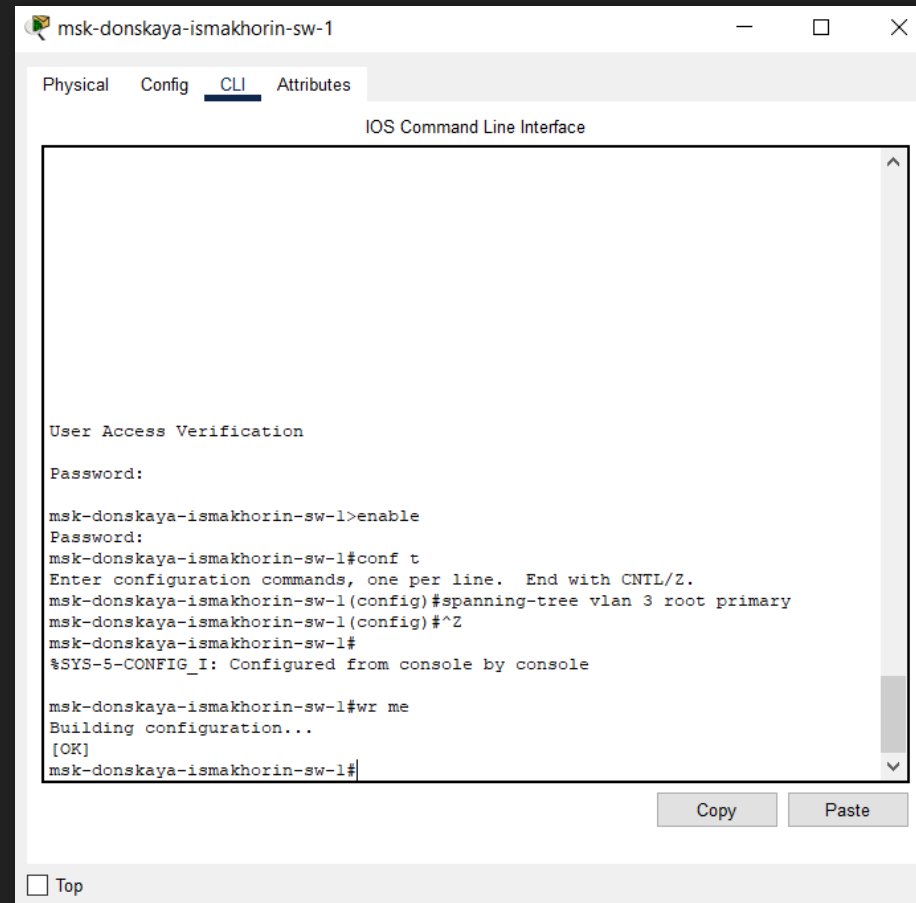 msk-donskaya-ismakhorin-sw-1
Physical Config CLI Attributes
IOS Command Line Interface
User Access Verification
Password:
msk-donskaya-ismakhorin-sw-1>enable
Password:
msk-donskaya-ismakhorin-sw-1#conf t
Enter configuration commands, one per line.  End with CNTL/Z.
msk-donskaya-ismakhorin-sw-1(config)#spanning-tree vlan 3 root primary
msk-donskaya-ismakhorin-sw-1(config)#^Z
msk-donskaya-ismakhorin-sw-1#
%SYS-5-CONFIG_I: Configured from console by console
msk-donskaya-ismakhorin-sw-1#wr me
Building configuration...
[OK]
msk-donskaya-ismakhorin-sw-1#
Copy Paste
Top